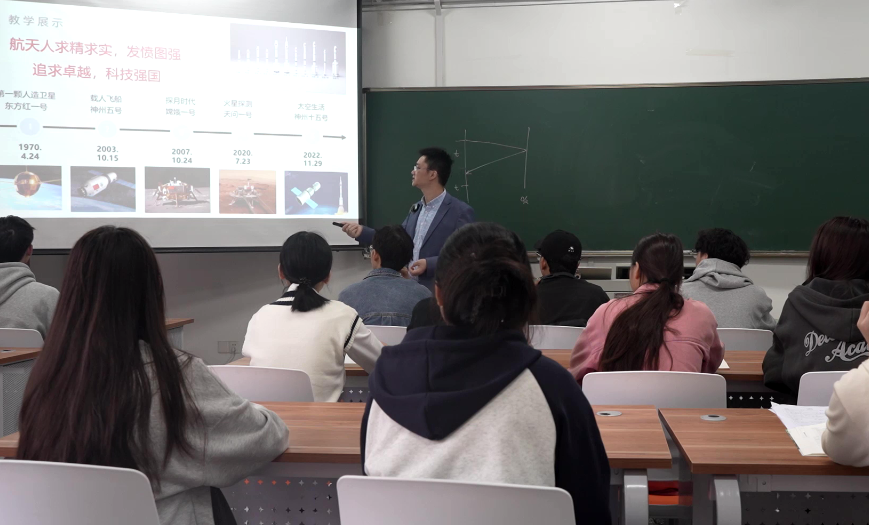 教学展示
航天人求精求实，发愤图强
追求卓越，科技强国
第一颗人造卫星
东方红一号
载人飞船
神州五号
探月时代
嫦娥一号
火星探测
天问一号
太空生活
神州十五号
1970.
4.24
2003.
10.15
2007.
10.24
2020.
7.23
2022.
11.29
%